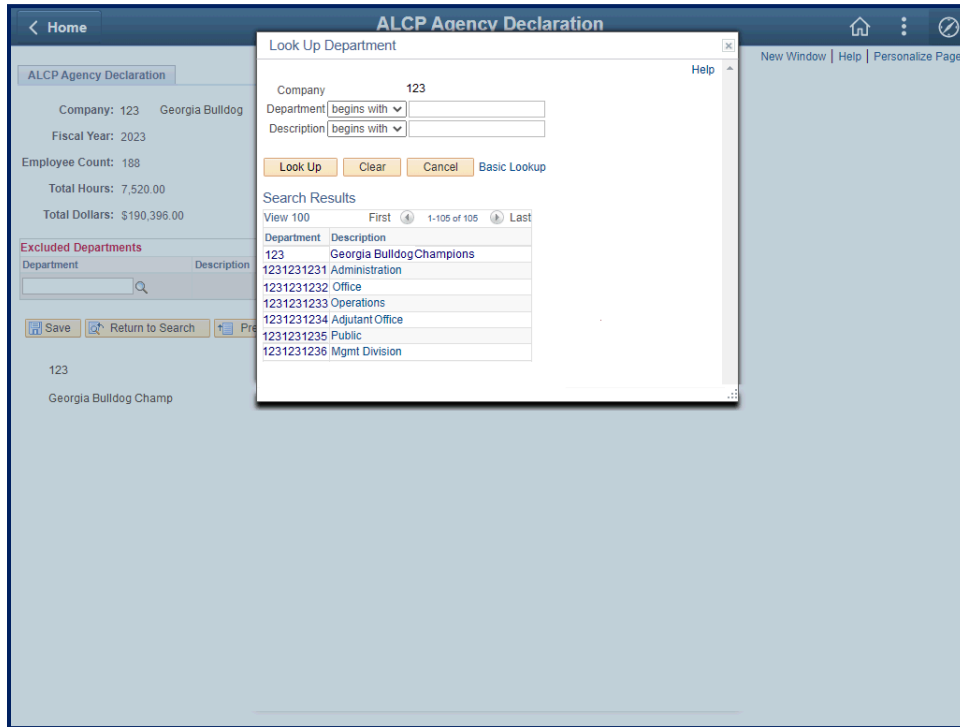 Home
ALCP Agency Declaration
New Window | Help | Personalize Page
ALCP Agency Declaration
Company: 123 Georgia Bulldog
Fiscal Year: 2023
Employee Count: 188
Total Hours: 7,520.00
Total Dollars: $190,396.00
Excluded Departments
Department Description
Save Return to Search Pre
123
Georgia Bulldog Champ
Look Up Department
Help
Company 123
Department begins with
Description begins with
Look Up Clear Cancel Basic Lookup
Search Results
View 100 First 1-105 of 105 Last
Department Description
123 Georgia Bulldog Champions
1231231231 Administration
1231231232 Office
1231231233 Operations
1231231234 Adjutant Office
1231231235 Public
1231231236 Mgmt Division